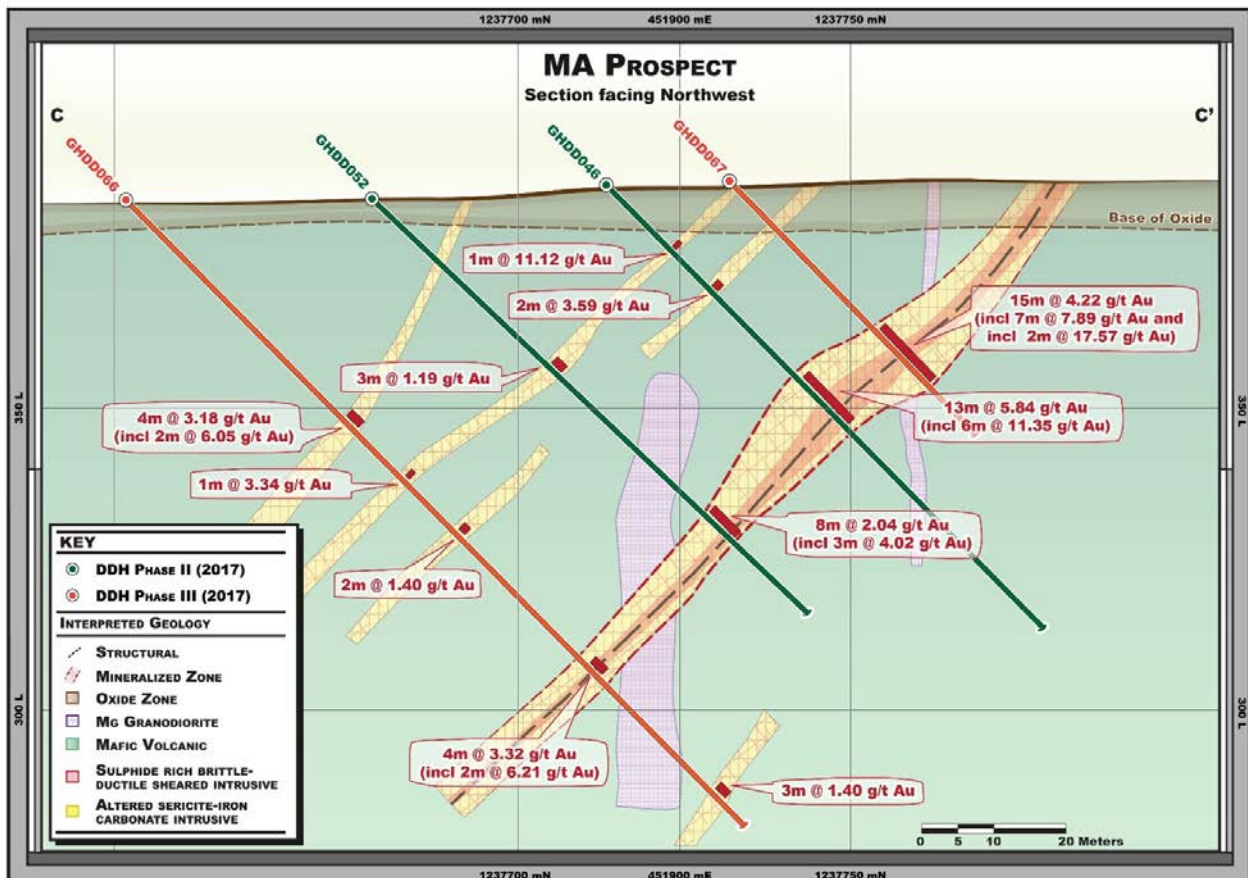 1237700 mN
451900 mE
1237750 mN
MA PROSPECT
Section facing Northwest
C
C'
GHDD066
GHDD052
GHDD046
GHDD067
Base of Oxide
1m @ 11.12 g/t Au
2m @ 3.59 g/t Au
15m @ 4.22 g/t Au
(incl 7m @ 7.89 g/t Au and
incl 2m @ 17.57 g/t Au)
3m @ 1.19 g/t Au
350 L
350 L
4m @ 3.18 g/t Au
(incl 2m @ 6.05 g/t Au)
13m @ 5.84 g/t Au
(incl 6m @ 11.35 g/t Au)
1m @ 3.34 g/t Au
8m @ 2.04 g/t Au
(incl 3m @ 4.02 g/t Au)
2m @ 1.40 g/t Au
KEY
DDH PHASE II (2017)
DDH PHASE III (2017)
INTERPRETED GEOLOGY
STRUCTURAL
MINERALIZED ZONE
OXIDE ZONE
MG GRANODIORITE
MAFIC VOLCANIC
SULPHIDE RICH BRITTLE-
DUCTILE SHEARED INTRUSIVE
ALTERED SERICITE-IRON
CARBONATE INTRUSIVE
300 L
300 L
4m @ 3.32 g/t Au
(incl 2m @ 6.21 g/t Au)
3m @ 1.40 g/t Au
0 5 10 20 Meters
1237700 mN
451900 mE
1237750 mN